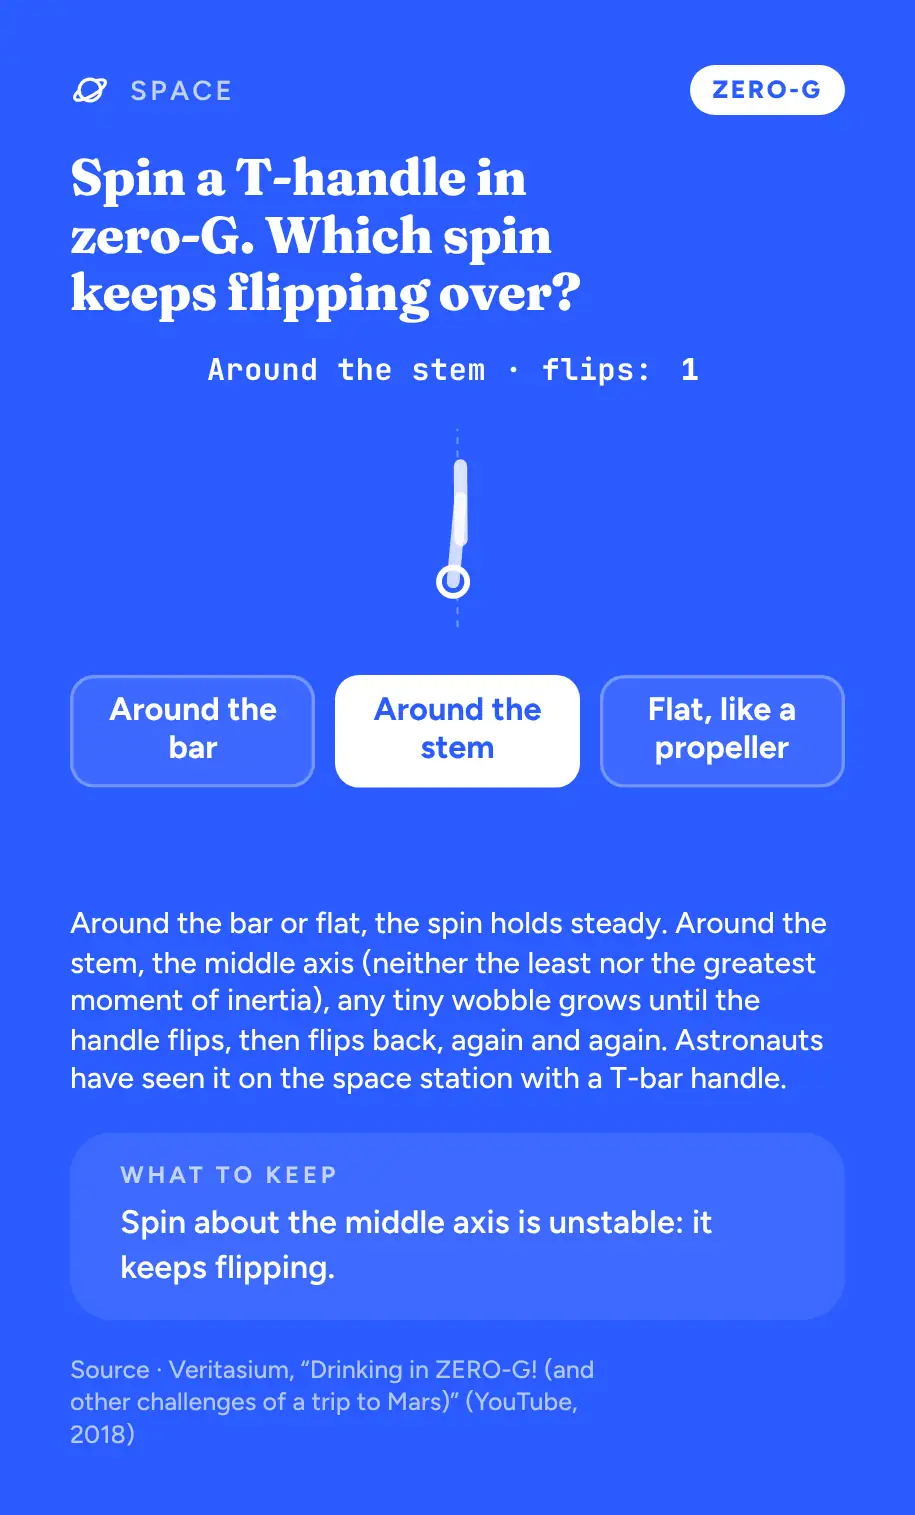 SPACE
ZERO-G
Spin a T-handle in
zero-G. Which spin
keeps flipping over?
Around the stem · flips: 1
Around the
bar
Around the
stem
Flat, like a
propeller
Around the bar or flat, the spin holds steady. Around the
stem, the middle axis (neither the least nor the greatest
moment of inertia), any tiny wobble grows until the
handle flips, then flips back, again and again. Astronauts
have seen it on the space station with a T-bar handle.
WHAT TO KEEP
Spin about the middle axis is unstable: it
keeps flipping.
Source · Veritasium, “Drinking in ZERO-G! (and
other challenges of a trip to Mars)” (YouTube,
2018)